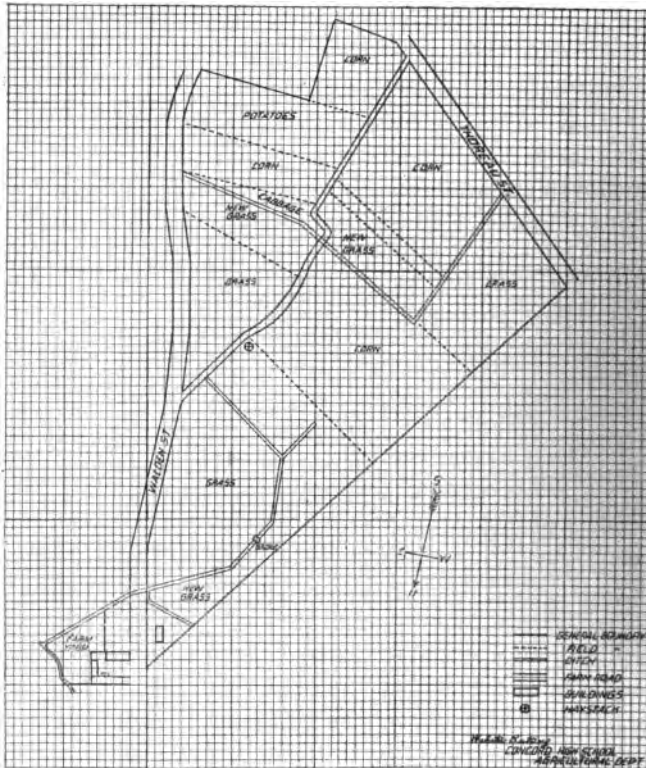 CORN
POTATOES
THOREAU ST.
CORN
CORN
CABBAGE
NEW
GRASS
NEW
GRASS
GRASS
GRASS
CORN
WALDEN ST.
GRASS
S
E
W
N
NEW
GRASS
FARM
GENERAL BOUNDARY
FIELD "
DITCH
FARM ROAD
BUILDINGS
HAYSTACK
CONCORD HIGH SCHOOL
AGRICULTURAL DEPT